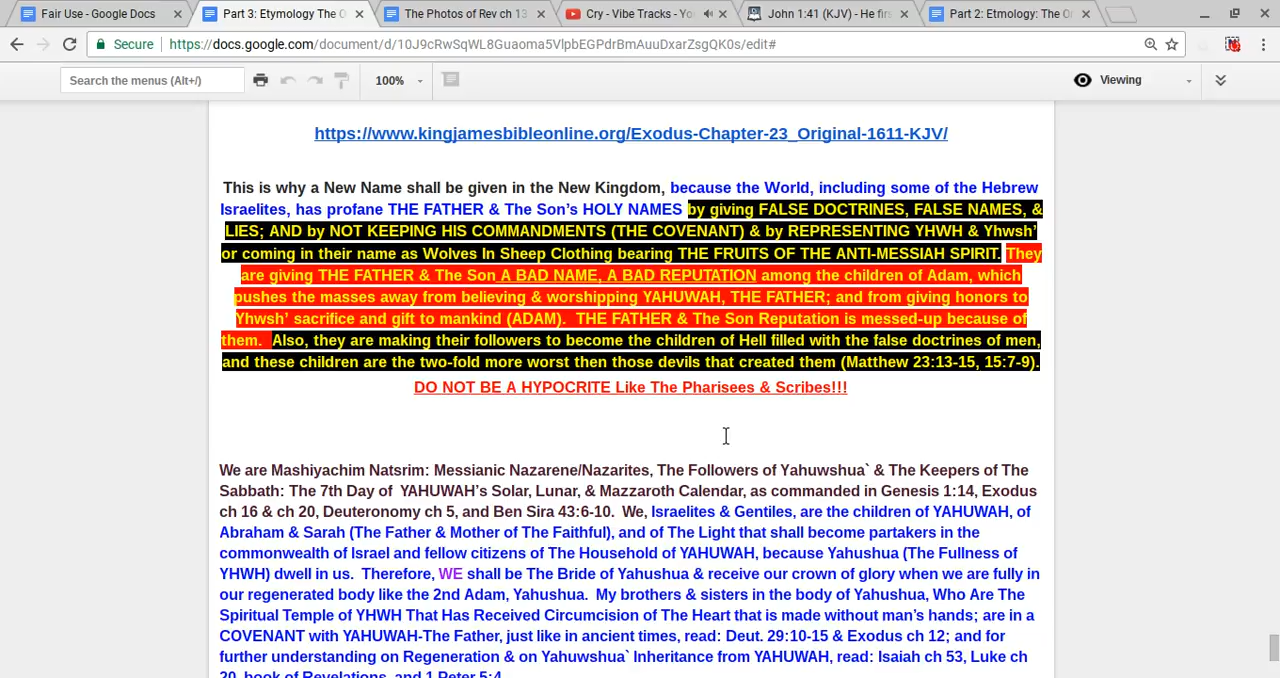 Fair Use - Google Docs
Part 3: Etymology The O
The Photos of Rev ch 13
Cry - Vibe Tracks - Yo
John 1:41 (KJV) - He firs
Part 2: Etmology: The Or
Secure https://docs.google.com/document/d/10J9cRwSqWL8Guaoma5VlpbEGPdrBmAuuDxarZsgQK0s/edit#
Search the menus (Alt+/)
100%
Viewing
https://www.kingjamesbibleonline.org/Exodus-Chapter-23_Original-1611-KJV/
This is why a New Name shall be given in the New Kingdom, because the World, including some of the Hebrew
Israelites, has profane THE FATHER & The Son's HOLY NAMES by giving FALSE DOCTRINES, FALSE NAMES, &
LIES; AND by NOT KEEPING HIS COMMANDMENTS (THE COVENANT) & by REPRESENTING YHWH & Yhwsh'
or coming in their name as Wolves In Sheep Clothing bearing THE FRUITS OF THE ANTI-MESSIAH SPIRIT. They
are giving THE FATHER & The Son A BAD NAME, A BAD REPUTATION among the children of Adam, which
pushes the masses away from believing & worshipping YAHUWAH, THE FATHER; and from giving honors to
Yhwsh' sacrifice and gift to mankind (ADAM). THE FATHER & The Son Reputation is messed-up because of
them. Also, they are making their followers to become the children of Hell filled with the false doctrines of men,
and these children are the two-fold more worst then those devils that created them (Matthew 23:13-15, 15:7-9).
DO NOT BE A HYPOCRITE Like The Pharisees & Scribes!!!
We are Mashiyachim Natsrim: Messianic Nazarene/Nazarites, The Followers of Yahuwshua` & The Keepers of The
Sabbath: The 7th Day of YAHUWAH's Solar, Lunar, & Mazzaroth Calendar, as commanded in Genesis 1:14, Exodus
ch 16 & ch 20, Deuteronomy ch 5, and Ben Sira 43:6-10. We, Israelites & Gentiles, are the children of YAHUWAH, of
Abraham & Sarah (The Father & Mother of The Faithful), and of The Light that shall become partakers in the
commonwealth of Israel and fellow citizens of The Household of YAHUWAH, because Yahushua (The Fullness of
YHWH) dwell in us. Therefore, WE shall be The Bride of Yahushua & receive our crown of glory when we are fully in
our regenerated body like the 2nd Adam, Yahushua. My brothers & sisters in the body of Yahushua, Who Are The
Spiritual Temple of YHWH That Has Received Circumcision of The Heart that is made without man's hands; are in a
COVENANT with YAHUWAH-The Father, just like in ancient times, read: Deut. 29:10-15 & Exodus ch 12; and for
further understanding on Regeneration & on Yahuwshua` Inheritance from YAHUWAH, read: Isaiah ch 53, Luke ch
20, book of Revelations, and 1 Peter 5:4